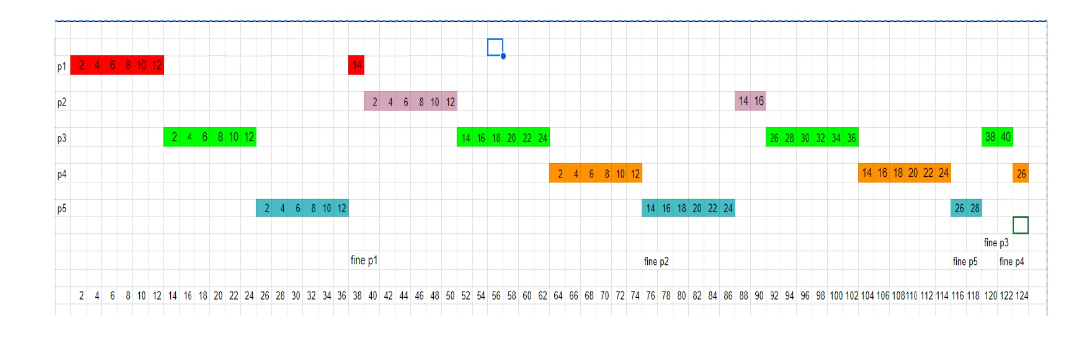 p1 2 4 6 8 10 12 14
p2 2 4 6 8 10 12 14 16
p3 2 4 6 8 10 12 14 16 18 20 22 24 26 28 30 32 34 36 38 40
p4 2 4 6 8 10 12 14 16 18 20 22 24 26
p5 2 4 6 8 10 12 14 16 18 20 22 24 26 28
fine p3
fine p1 fine p2 fine p5 fine p4
2 4 6 8 10 12 14 16 18 20 22 24 26 28 30 32 34 36 38 40 42 44 46 48 50 52 54 56 58 60 62 64 66 68 70 72 74 76 78 80 82 84 86 88 90 92 94 96 98 100 102 104 106 108 110 112 114 116 118 120 122 124